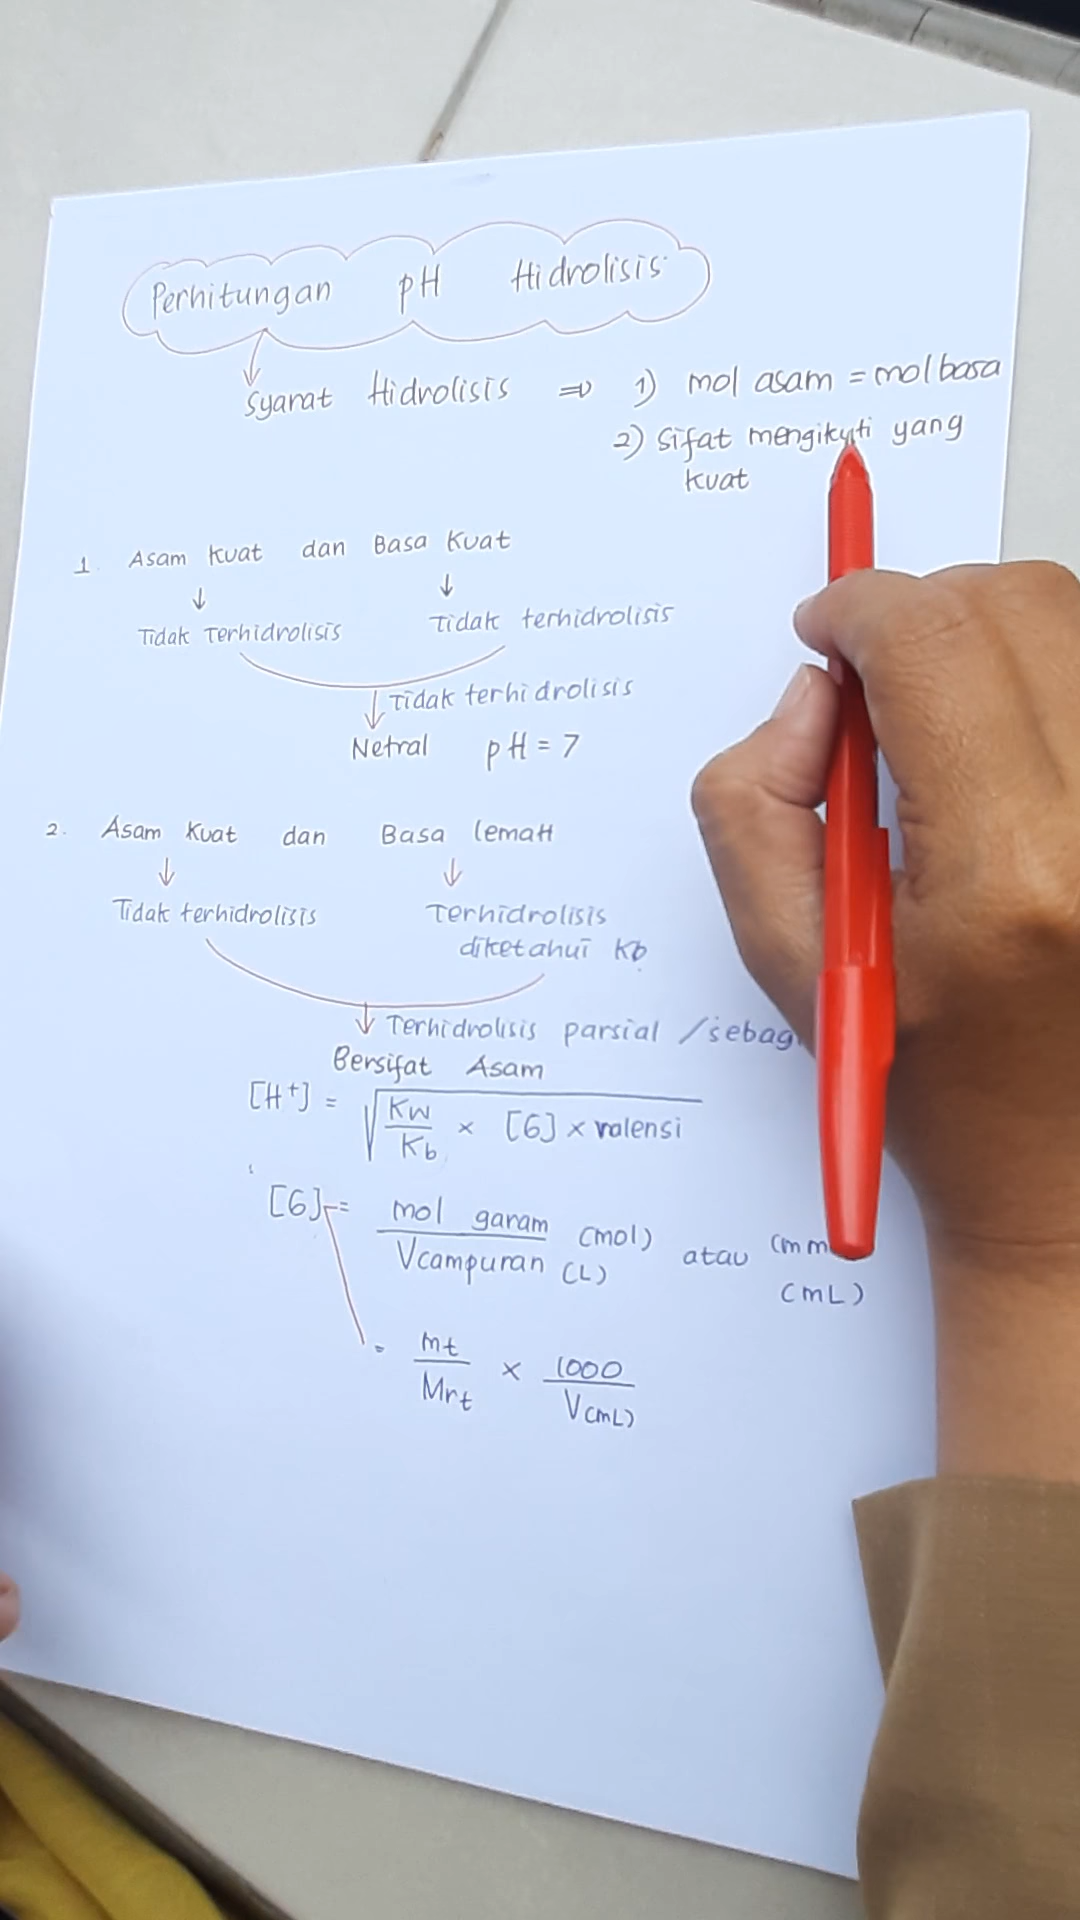 Perhitungan pH Hidrolisis
Syarat Hidrolisis ⇒ 1) mol asam = mol basa
2) Sifat mengikuti yang
kuat
1. Asam kuat dan Basa Kuat
↓ ↓
Tidak Terhidrolisis Tidak terhidrolisis
↓ Tidak terhidrolisis
Netral pH = 7
2. Asam Kuat dan Basa lemah
↓ ↓
Tidak terhidrolisis Terhidrolisis
diketahui Kb
↓ Terhidrolisis parsial /sebag
Bersifat Asam
[H⁺] = √ Kw/Kb × [G] × valensi
[G] = mol garam (mol) / Vcampuran (L) atau (mm
(mL)
= mt/Mrt × 1000/V(mL)